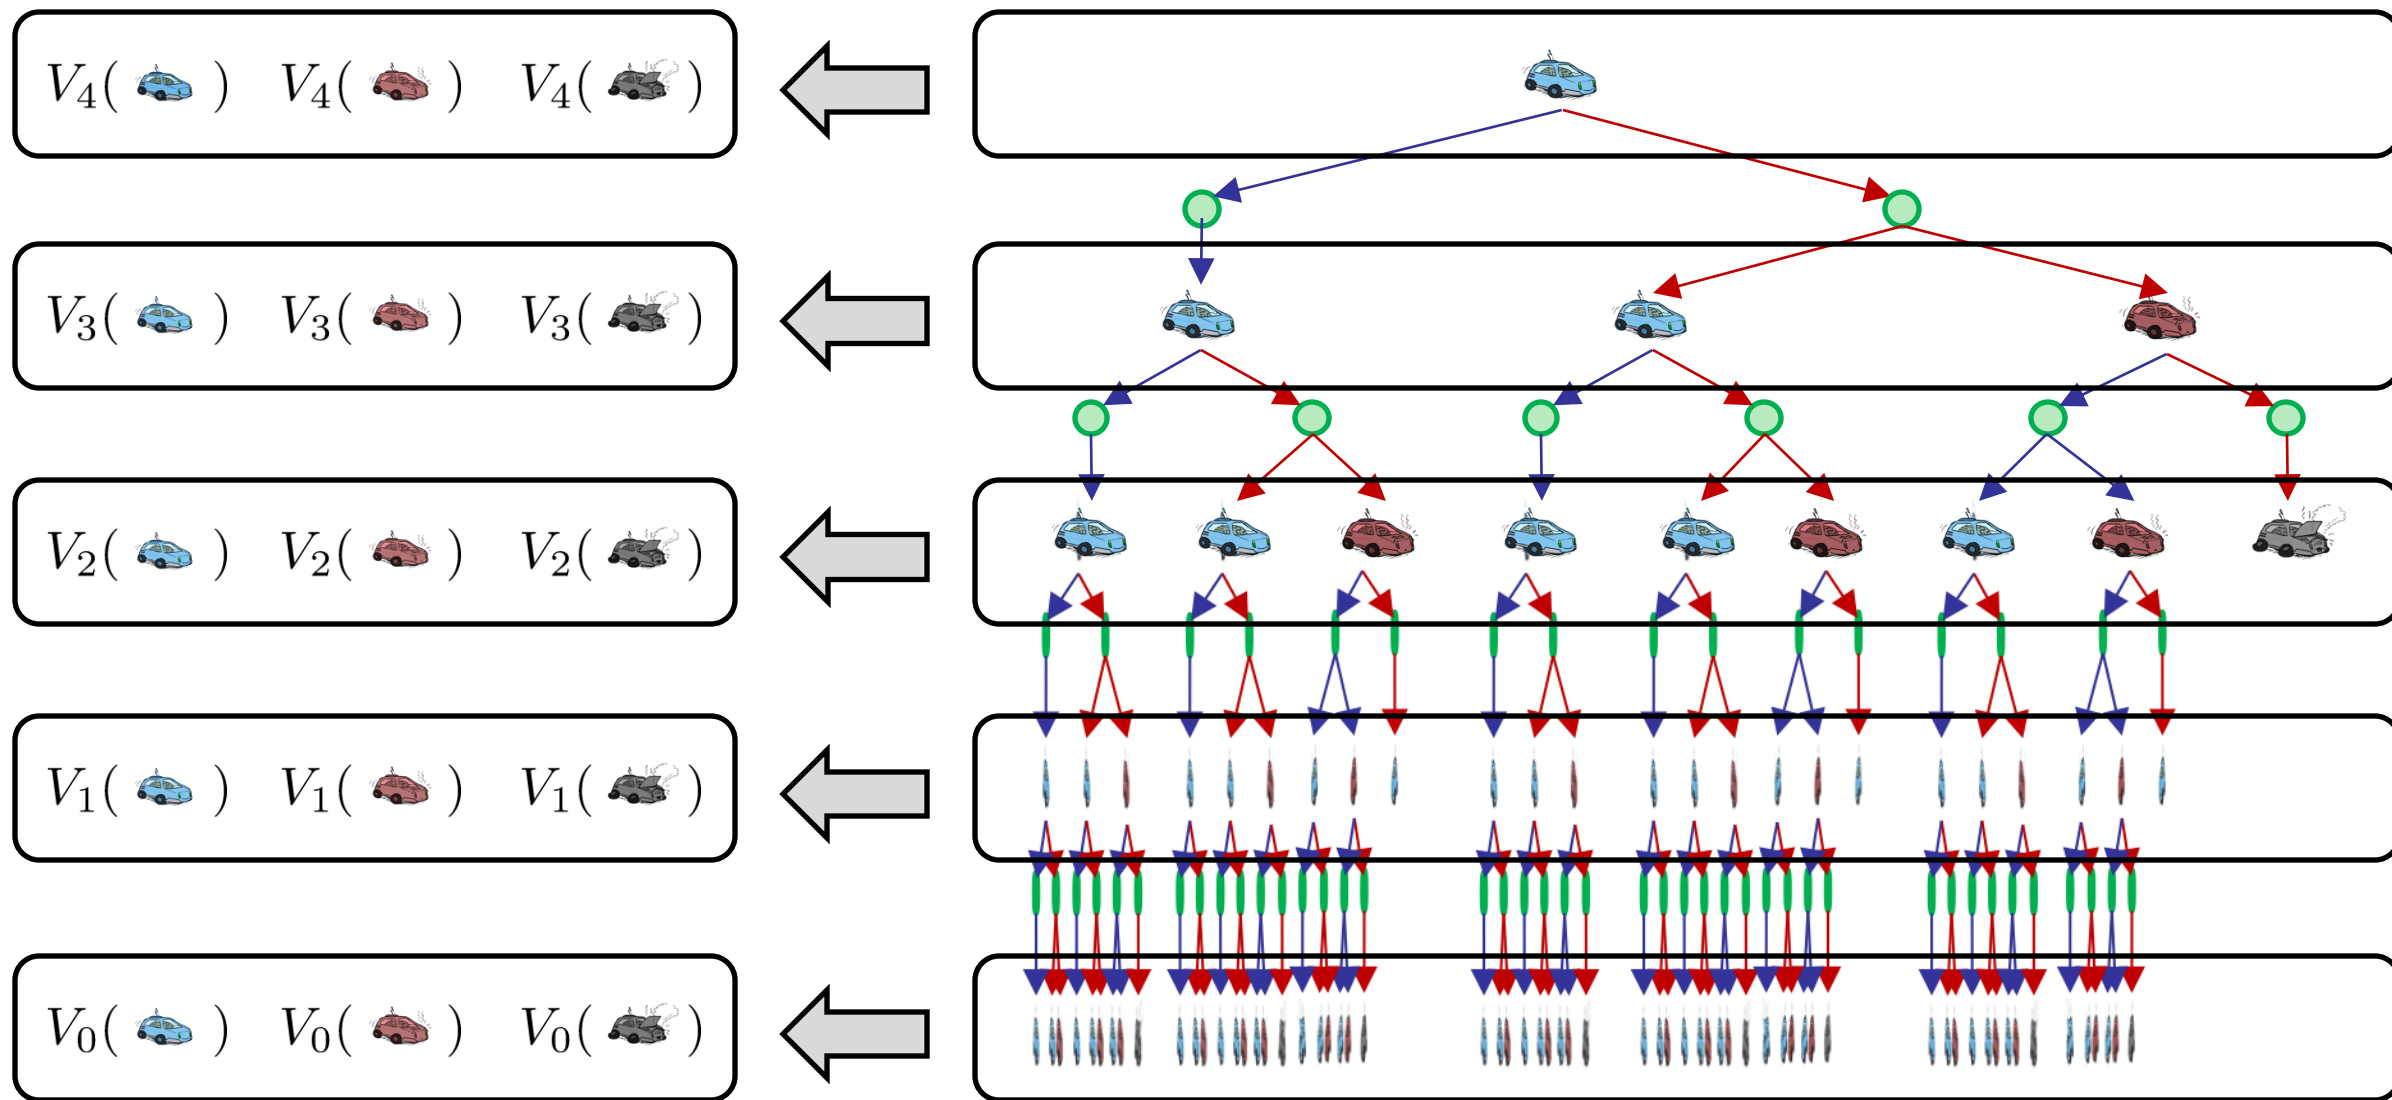 V4( ) V4( ) V4( )
V3( ) V3( ) V3( )
V2( ) V2( ) V2( )
V1( ) V1( ) V1( )
V0( ) V0( ) V0( )